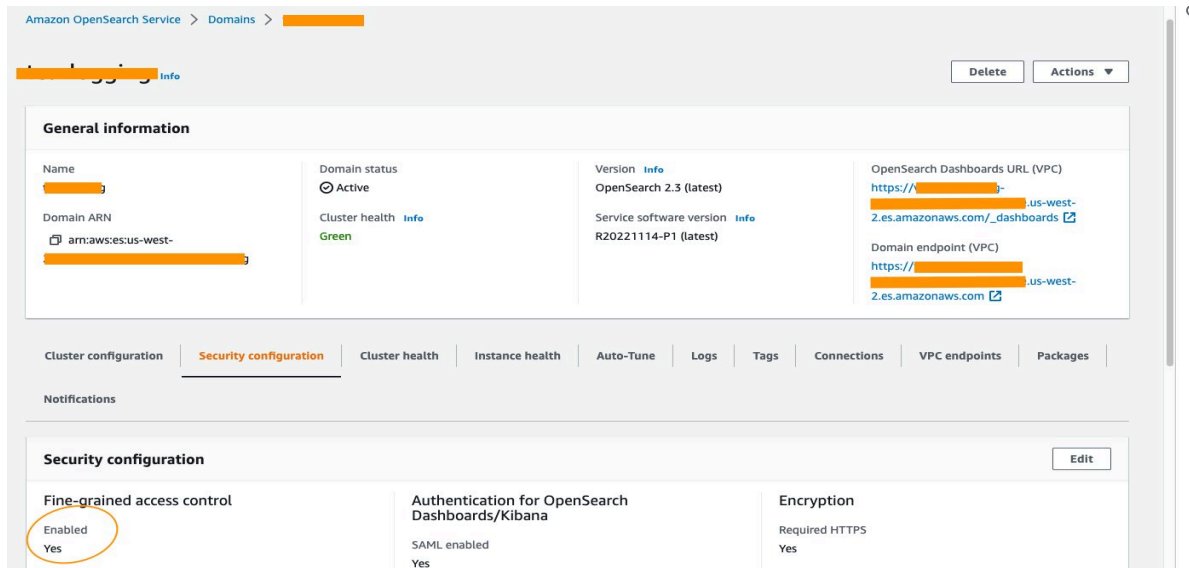 Amazon OpenSearch Service > Domains >
Info
Delete
Actions
General information
Name
Domain ARN
arn:aws:es:us-west-
Domain status
Active
Cluster health Info
Green
Version Info
OpenSearch 2.3 (latest)
Service software version Info
R20221114-P1 (latest)
OpenSearch Dashboards URL (VPC)
https://
.us-west-
2.es.amazonaws.com/_dashboards
Domain endpoint (VPC)
https://
.us-west-
2.es.amazonaws.com
Cluster configuration
Security configuration
Cluster health
Instance health
Auto-Tune
Logs
Tags
Connections
VPC endpoints
Packages
Notifications
Security configuration
Edit
Fine-grained access control
Enabled
Yes
Authentication for OpenSearch
Dashboards/Kibana
SAML enabled
Yes
Encryption
Required HTTPS
Yes